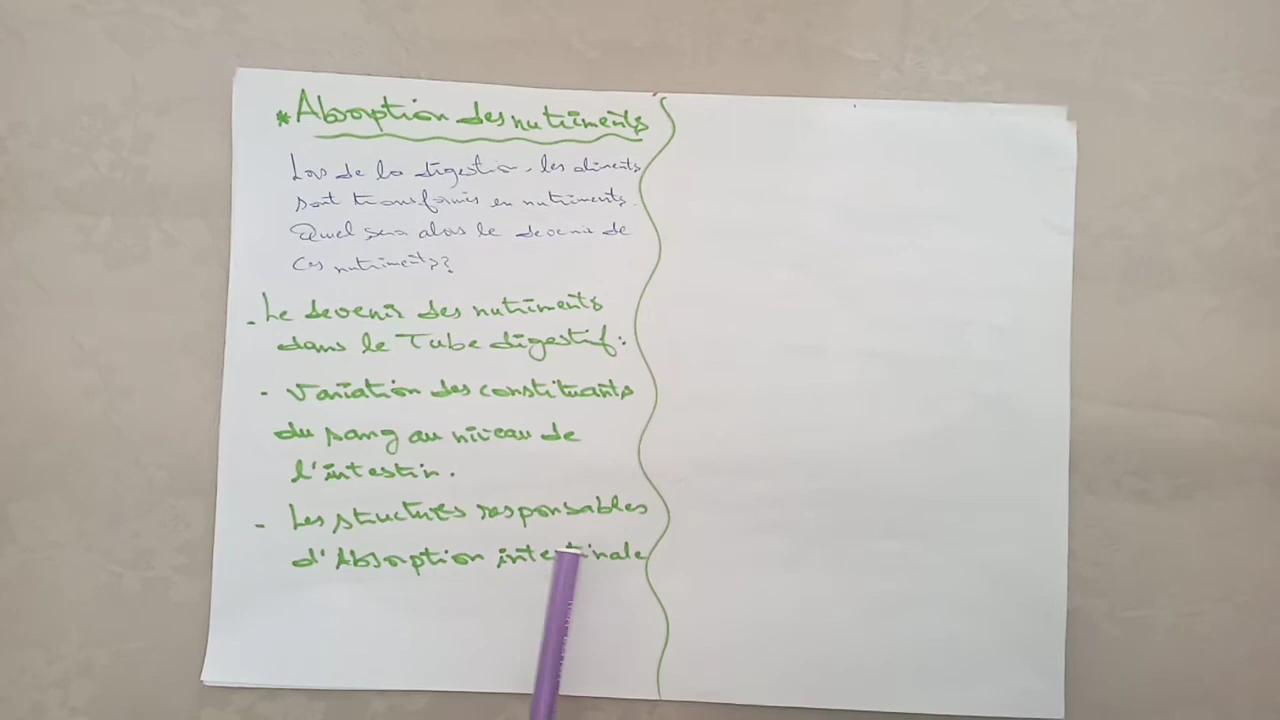 * Absorption des nutriments
Lors de la digestion, les aliments
sont transformés en nutriments.
Quel sera alors le devenir de
Ces nutriments?
- Le devenir des nutriments
dans le Tube digestif:
- Variation des constituants
du sang au niveau de
l'intestin.
- Les structures responsables
d'Absorption intestinale